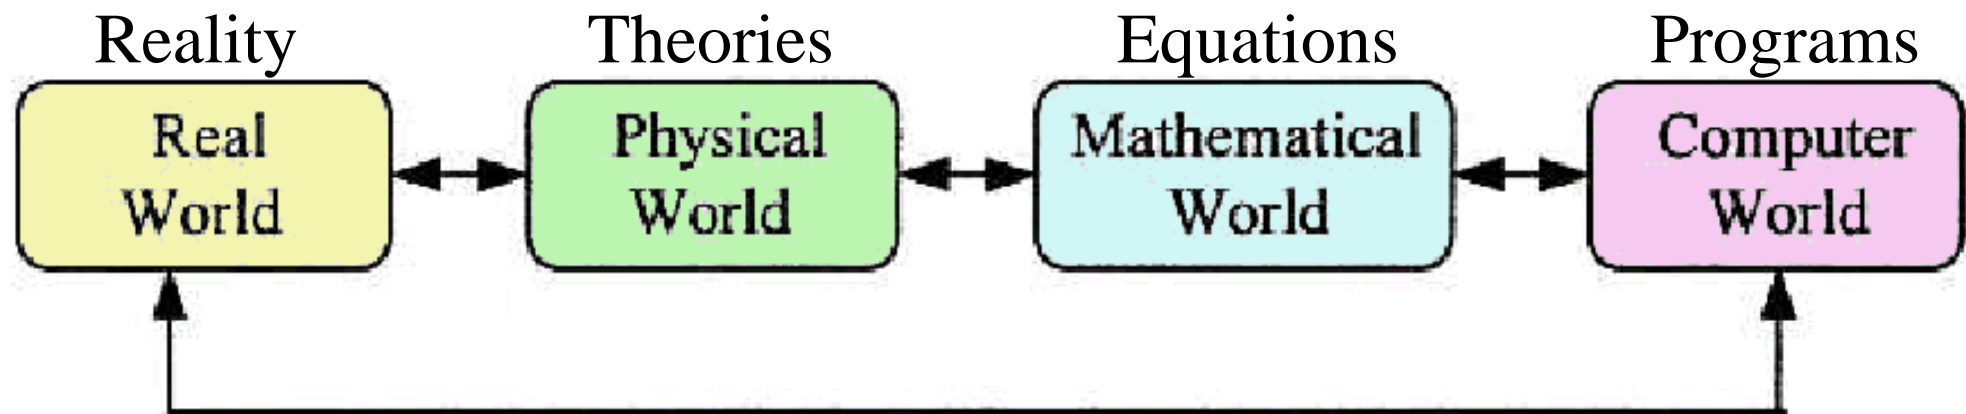 Reality
Theories
Equations
Programs
Real
World
Physical
World
Mathematical
World
Computer
World